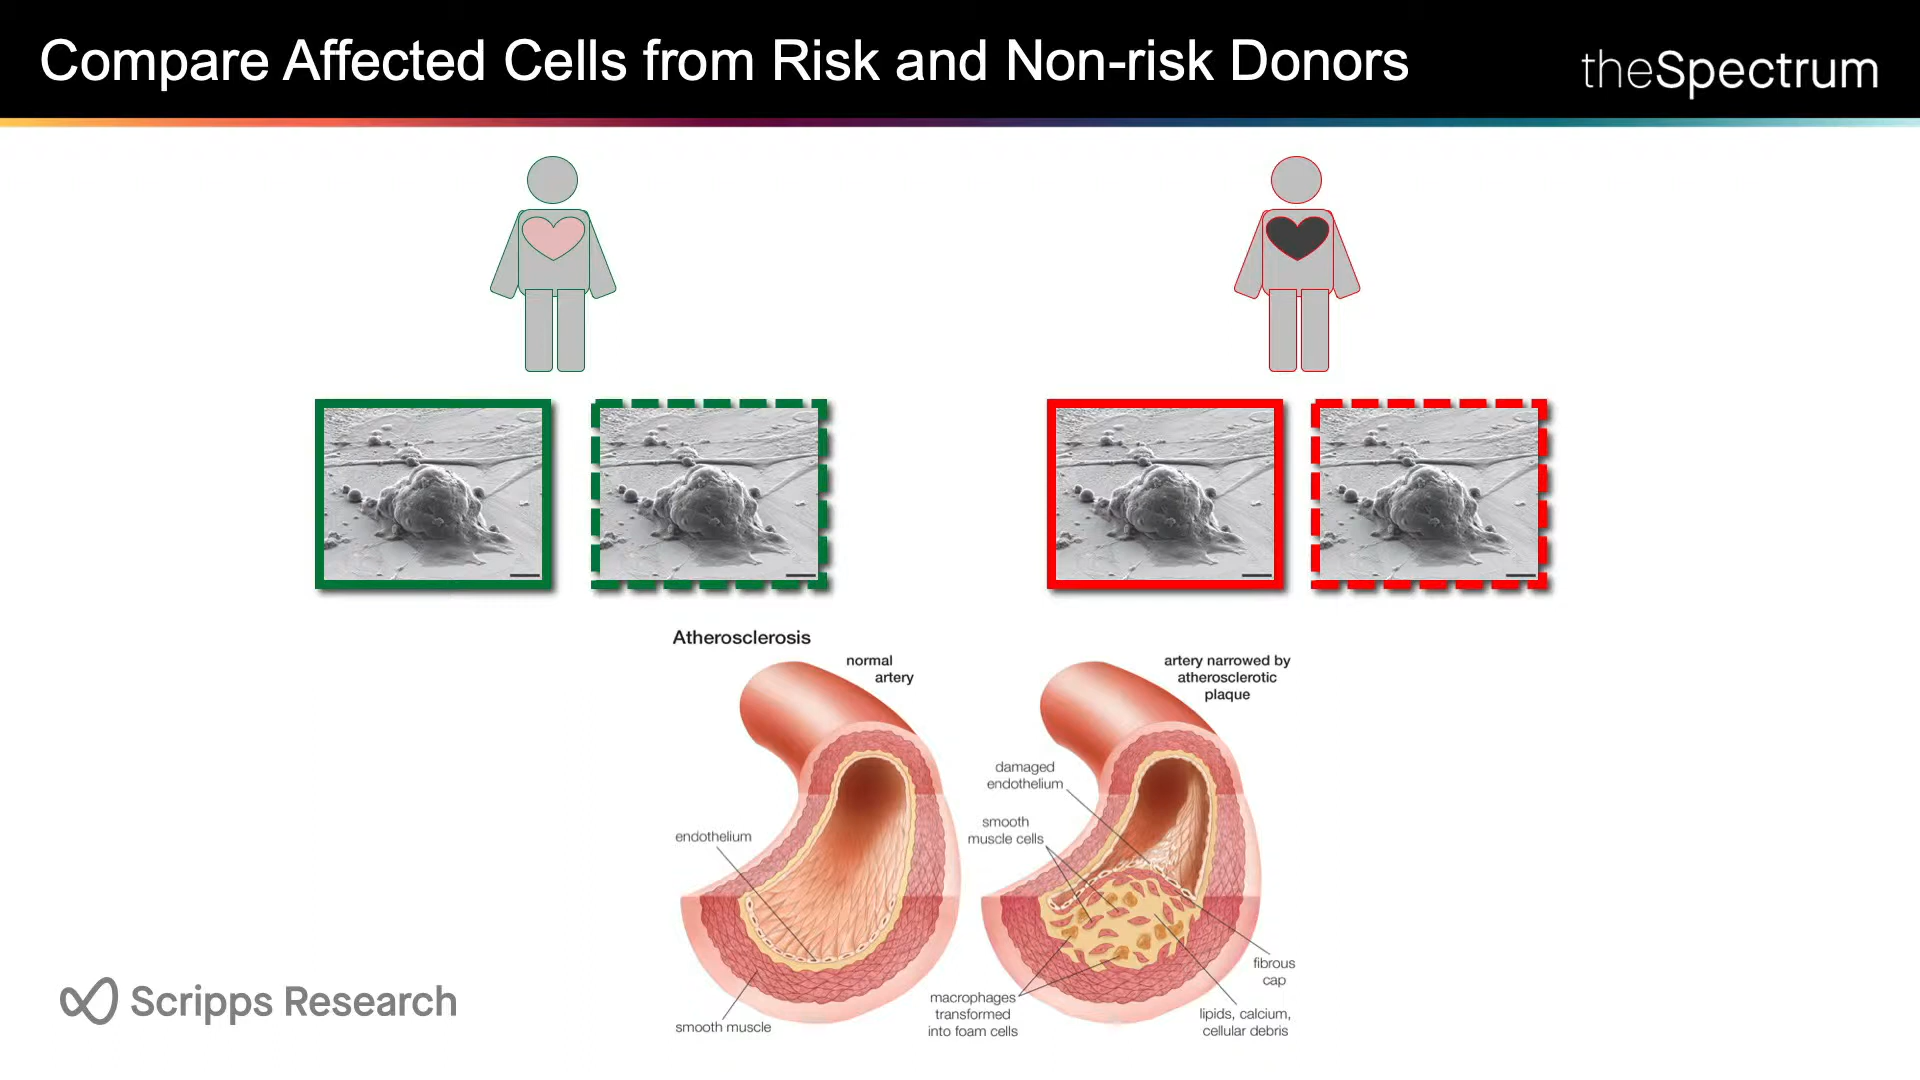 Compare Affected Cells from Risk and Non-risk Donors
theSpectrum
Atherosclerosis
normal
artery
artery narrowed by
atherosclerotic
plaque
damaged
endothelium
smooth
muscle cells
endothelium
fibrous
cap
macrophages
transformed
into foam cells
lipids, calcium,
cellular debris
smooth muscle
Scripps Research